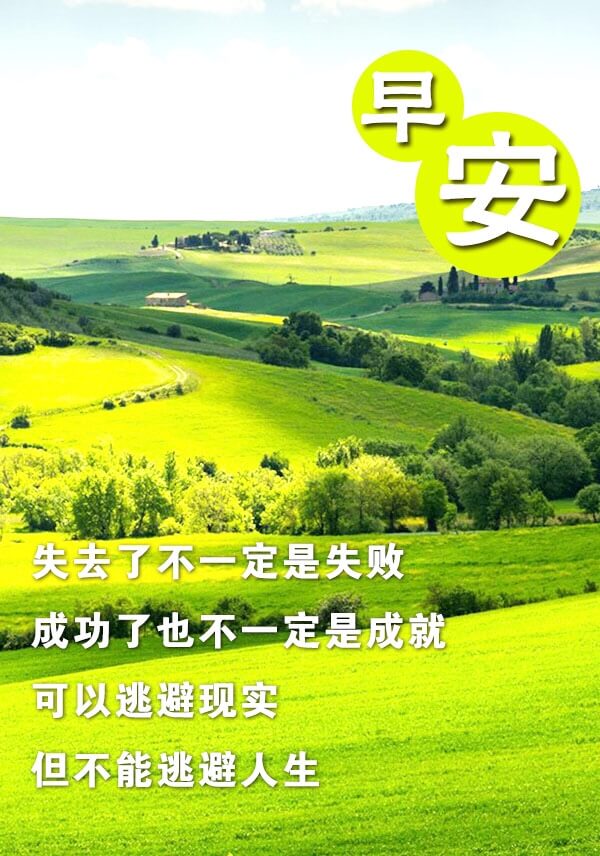 早安
失去了不一定是失败
成功了也不一定是成就
可以逃避现实
但不能逃避人生